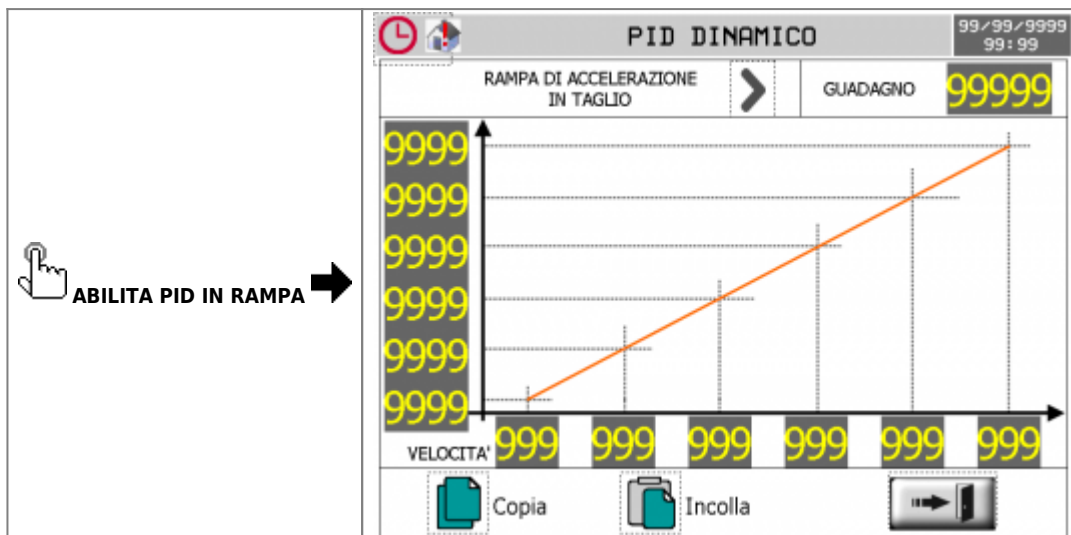 ABILITA PID IN RAMPA
PID DINAMICO
99/99/9999
99:99
RAMPA DI ACCELERAZIONE
IN TAGLIO
GUADAGNO
99999
9999
9999
9999
9999
9999
9999
VELOCITA' 999 999 999 999 999 999
Copia
Incolla